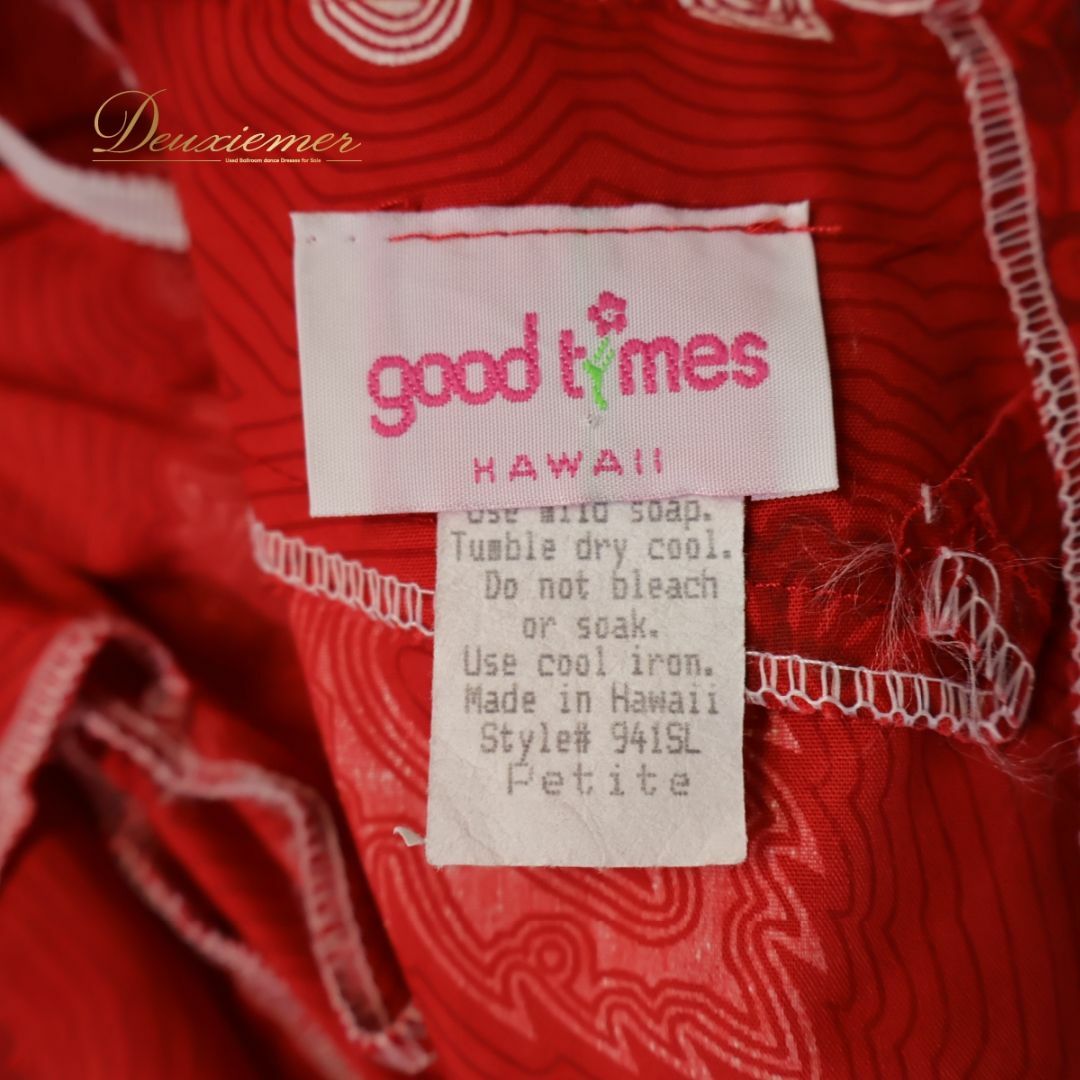 Deuxiemer
Used Ballroom dance Dresses for Sale
good times
HAWAII
Use mild soap.
Tumble dry cool.
Do not bleach
or soak.
Use cool iron.
Made in Hawaii
Style# 941SL
Petite